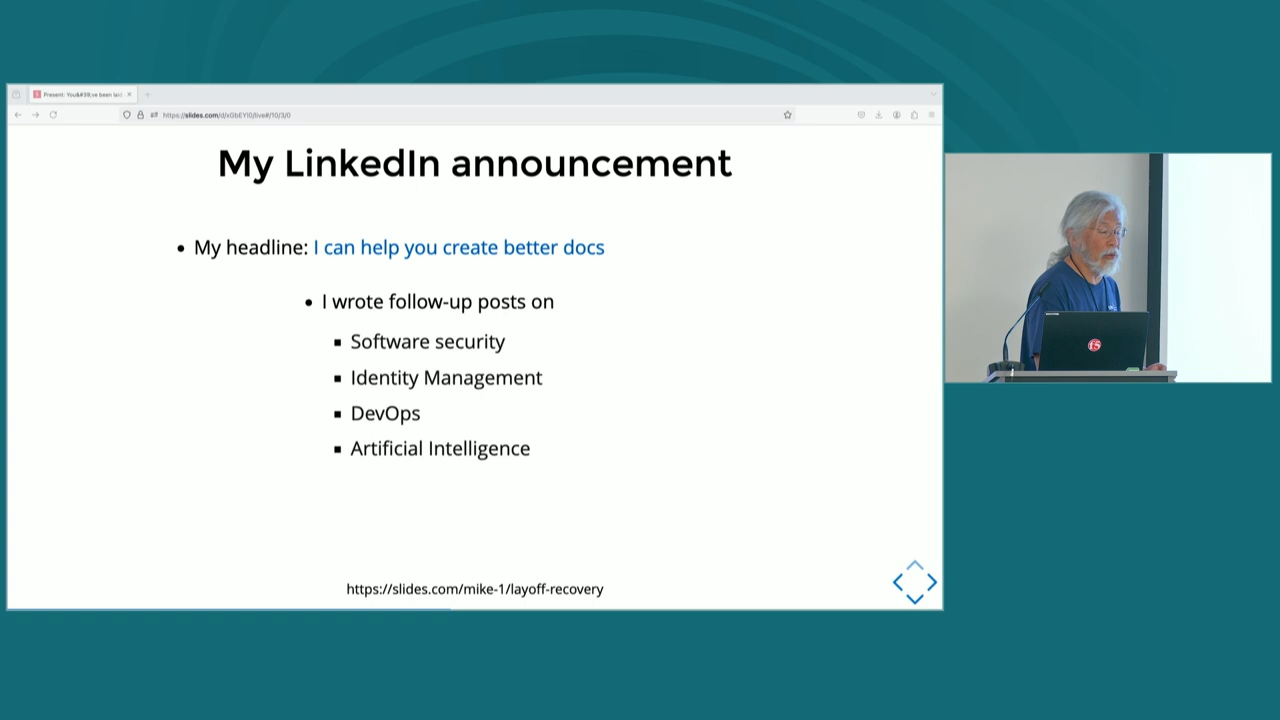 Present: You&#39;ve been laid
https://slides.com/d/xGbEYI0/live#/10/3/0
My LinkedIn announcement
My headline: I can help you create better docs
I wrote follow-up posts on
Software security
Identity Management
DevOps
Artificial Intelligence
https://slides.com/mike-1/layoff-recovery
f5